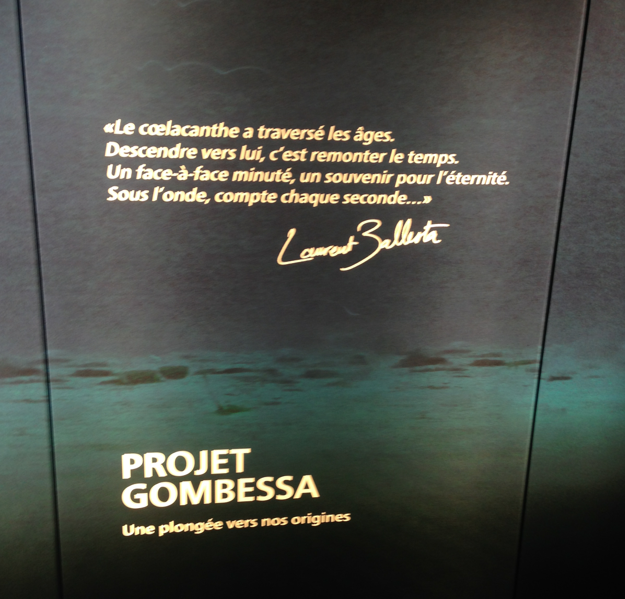 «Le cœlacanthe a traversé les âges.
Descendre vers lui, c'est remonter le temps.
Un face-à-face minuté, un souvenir pour l'éternité.
Sous l'onde, compte chaque seconde...»
Laurent Ballesta
PROJET
GOMBESSA
Une plongée vers nos origines